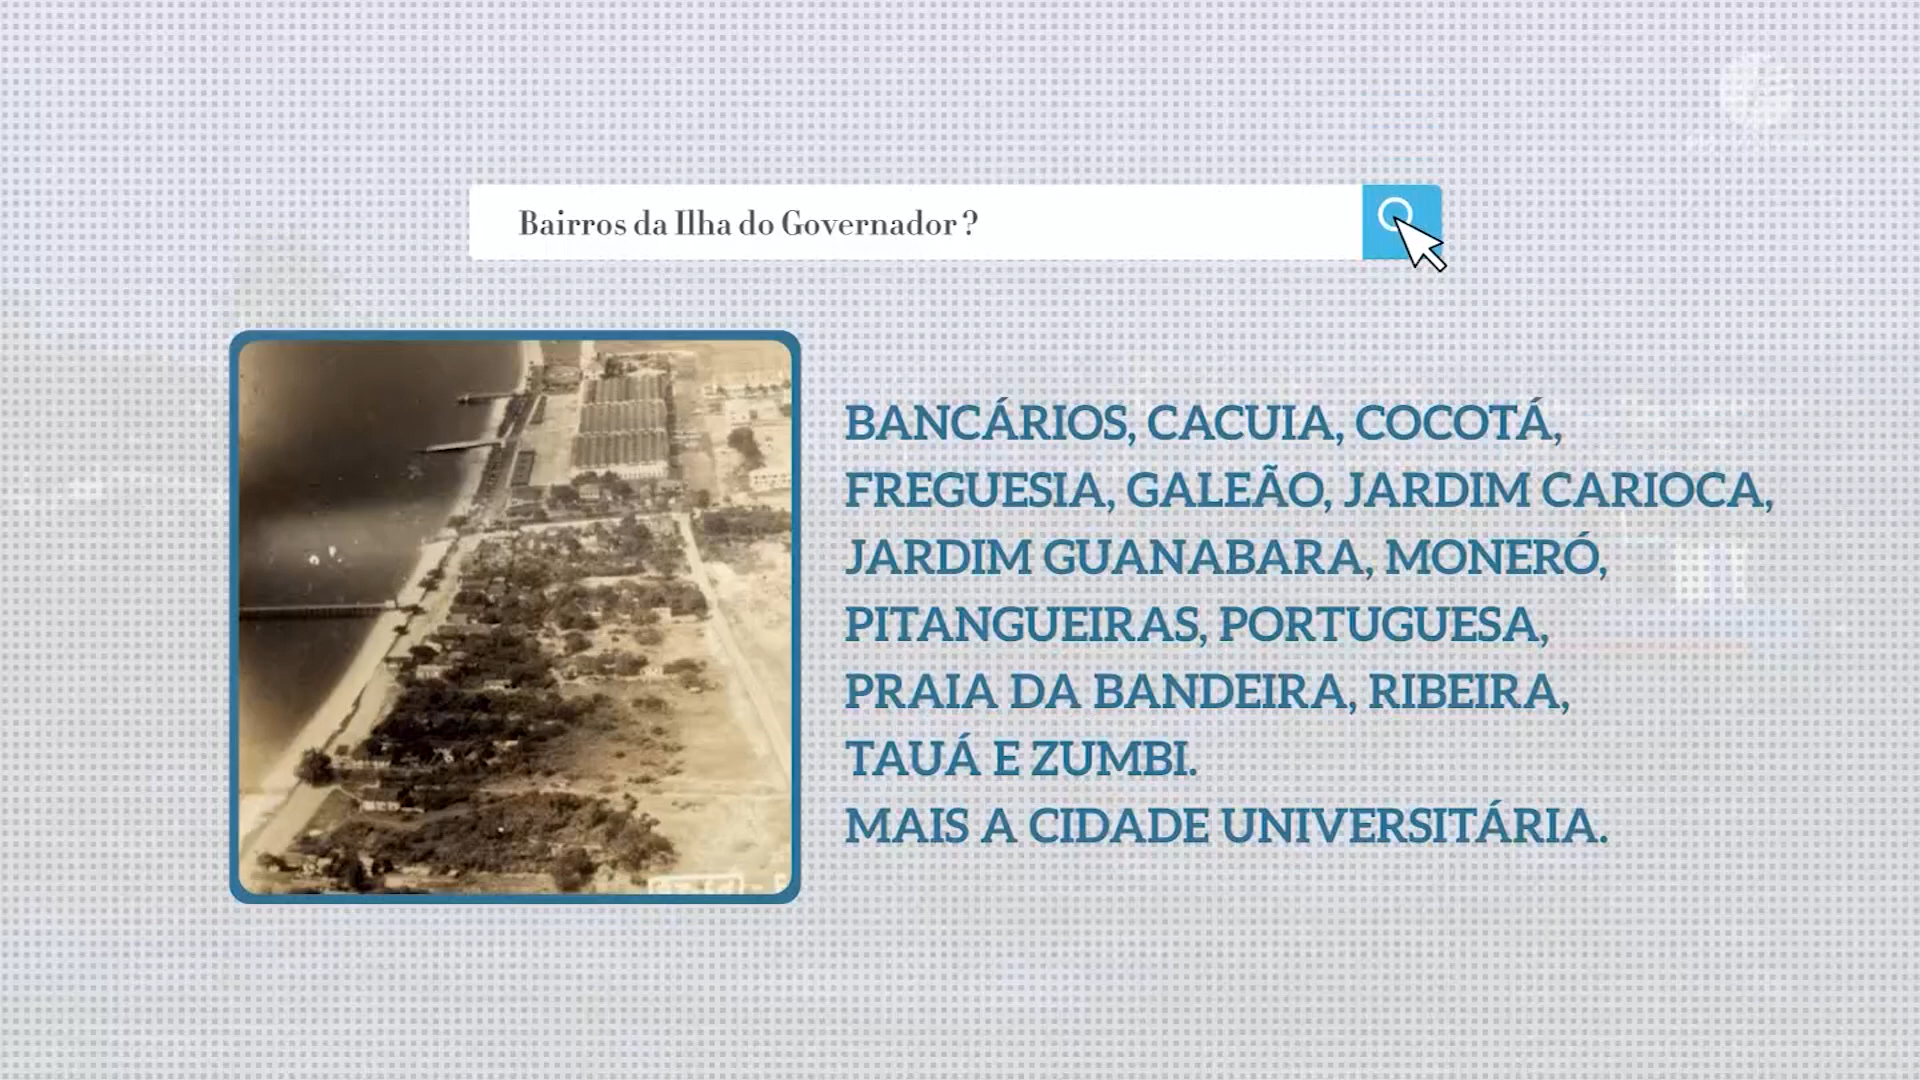 Bairros da Ilha do Governador ?
BANCÁRIOS, CACUIA, COCOTÁ,
FREGUESIA, GALEÃO, JARDIM CARIOCA,
JARDIM GUANABARA, MONERÓ,
PITANGUEIRAS, PORTUGUESA,
PRAIA DA BANDEIRA, RIBEIRA,
TAUÁ E ZUMBI.
MAIS A CIDADE UNIVERSITÁRIA.